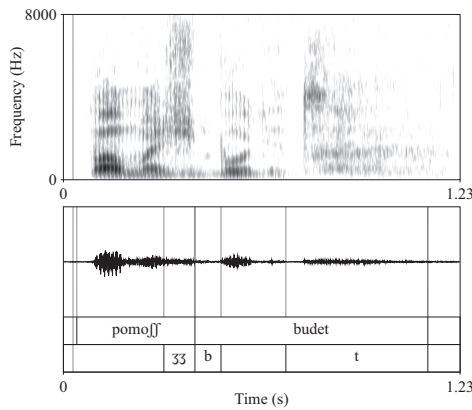 8000
Frequency (Hz)
0
0 1.23
pomoʃʃ budet
ʒʒ b t
0 1.23
Time (s)